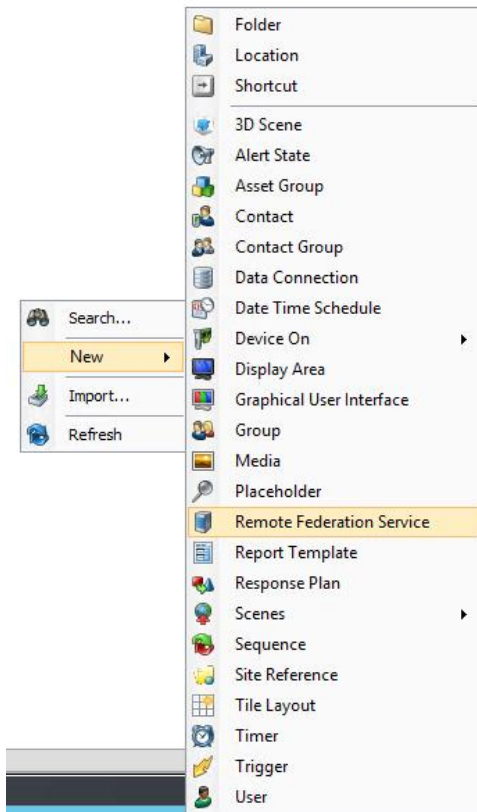 Search...
New
Import...
Refresh
Folder
Location
Shortcut
3D Scene
Alert State
Asset Group
Contact
Contact Group
Data Connection
Date Time Schedule
Device On
Display Area
Graphical User Interface
Group
Media
Placeholder
Remote Federation Service
Report Template
Response Plan
Scenes
Sequence
Site Reference
Tile Layout
Timer
Trigger
User